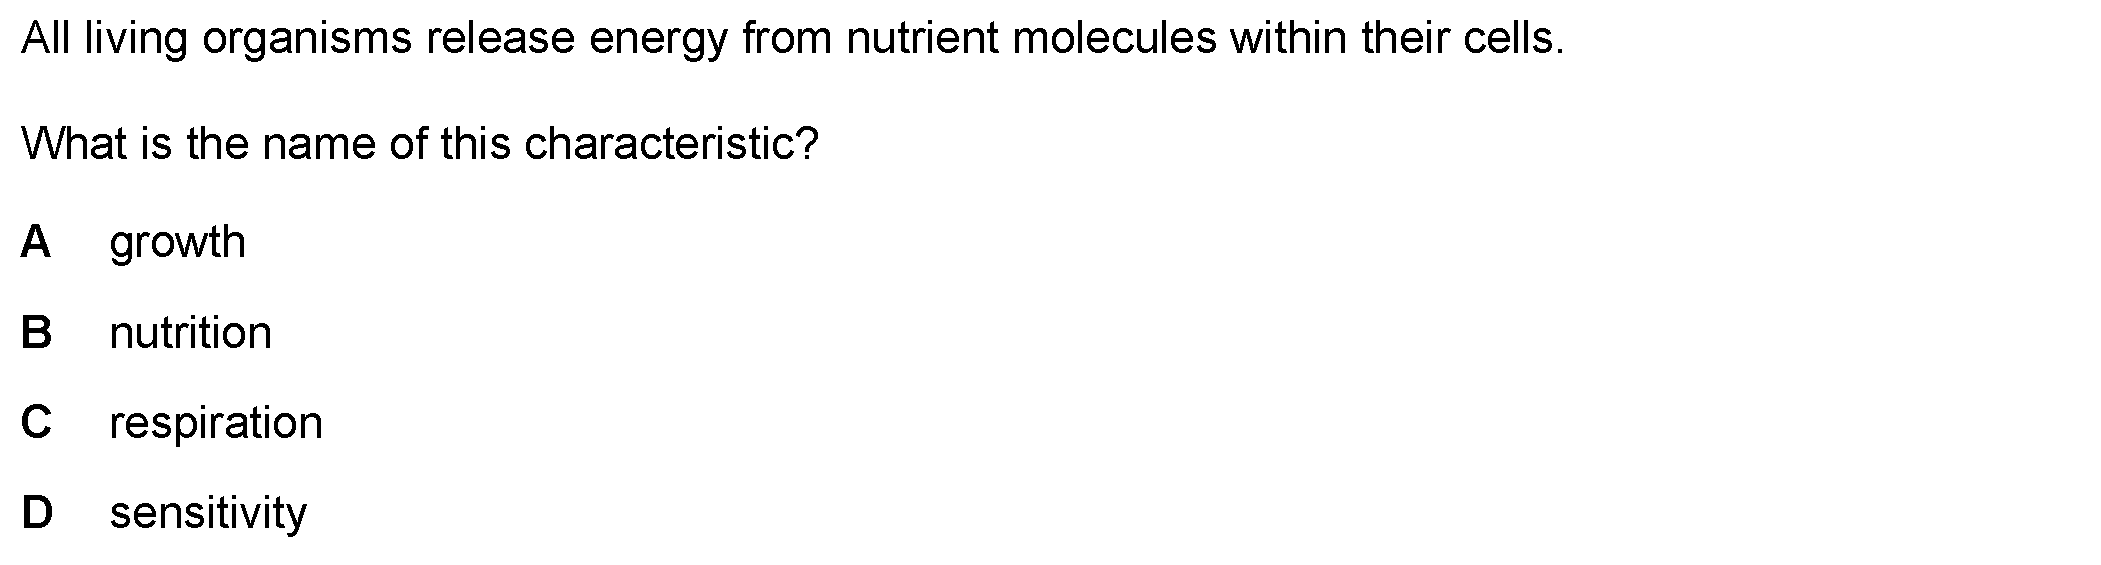 All living organisms release energy from nutrient molecules within their cells.
What is the name of this characteristic?
A growth
B nutrition
C respiration
D sensitivity